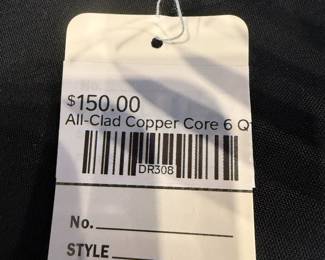 $150.00
All-Clad Copper Core 6 Q
DR308
No.
STYLE